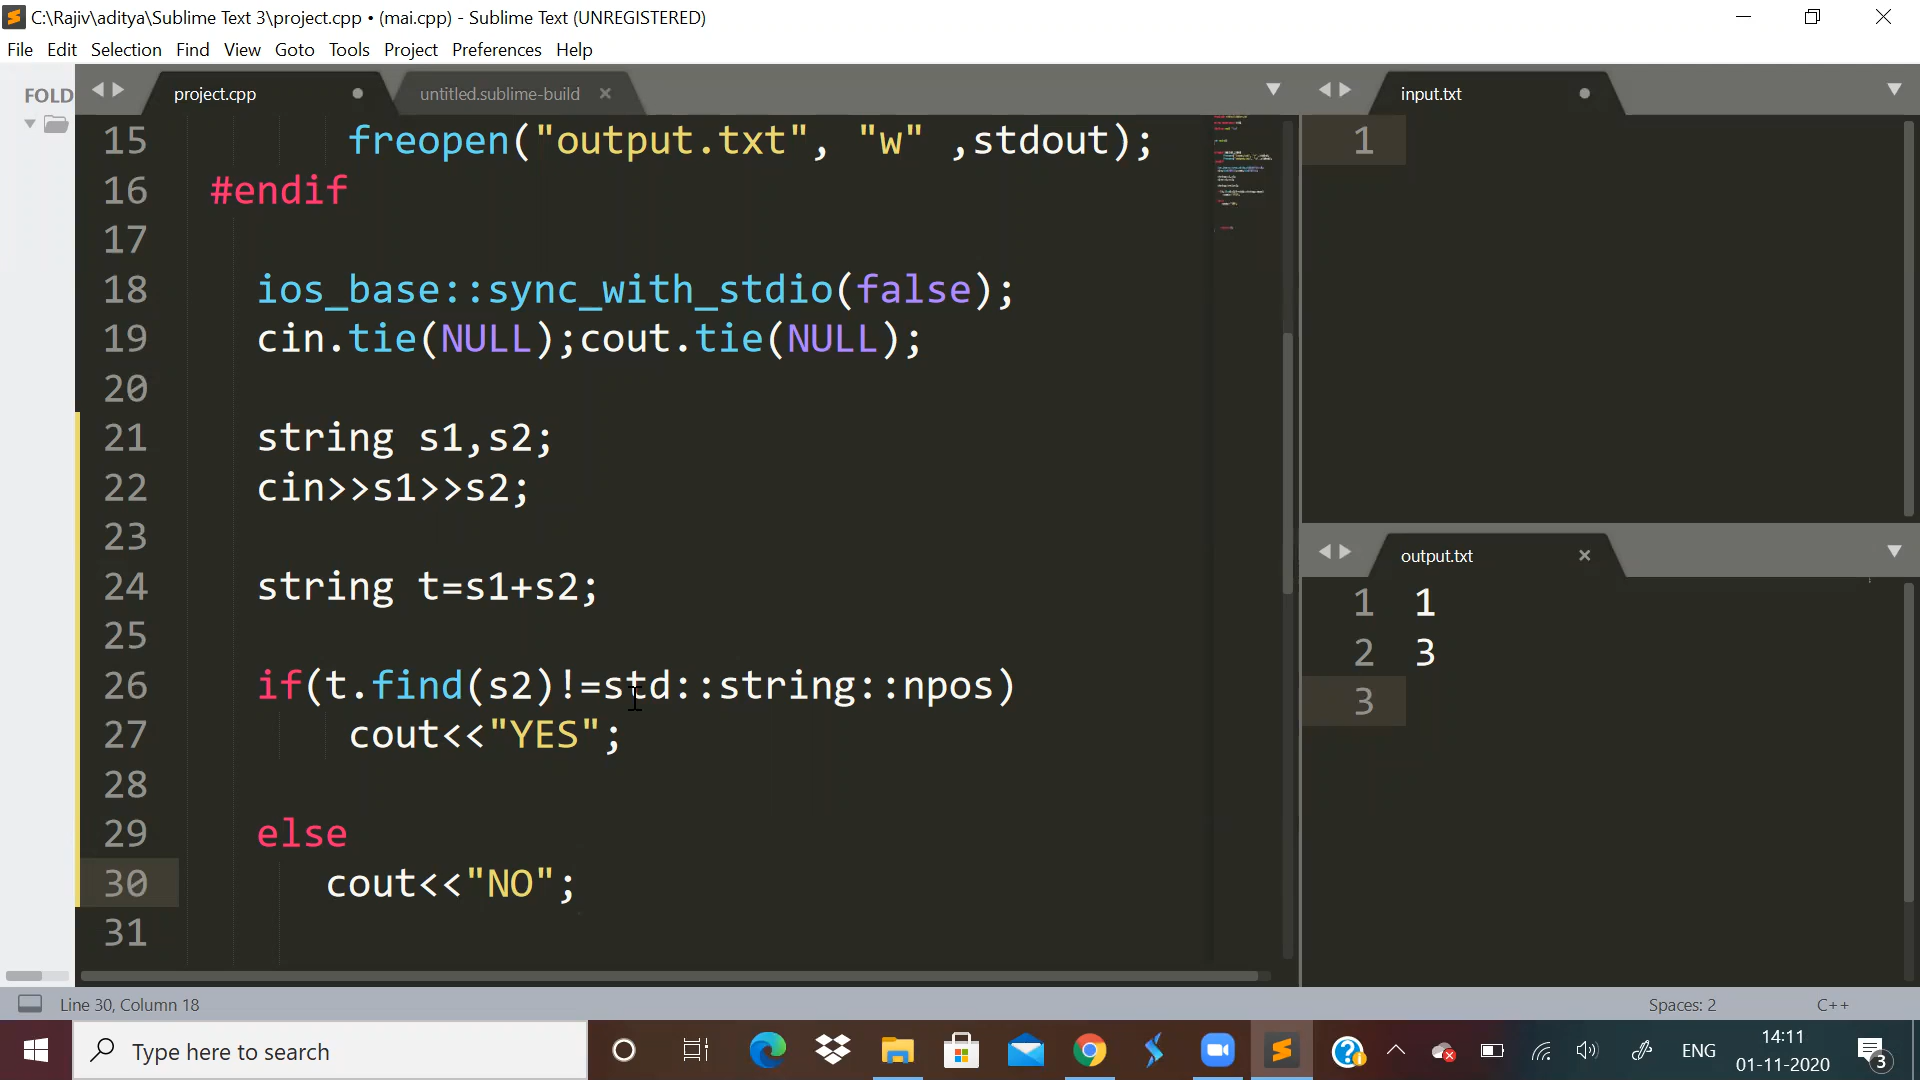 C:\Rajiv\aditya\Sublime Text 3\project.cpp • (mai.cpp) - Sublime Text (UNREGISTERED)
File Edit Selection Find View Goto Tools Project Preferences Help
FOLD
project.cpp
untitled.sublime-build
15 freopen("output.txt", "w" ,stdout);
16 #endif
17
18 ios_base::sync_with_stdio(false);
19 cin.tie(NULL);cout.tie(NULL);
20
21 string s1,s2;
22 cin>>s1>>s2;
23
24 string t=s1+s2;
25
26 if(t.find(s2)!=std::string::npos)
27 cout<<"YES";
28
29 else
30 cout<<"NO";
31
input.txt
1
output.txt
1 1
2 3
3
Line 30, Column 18
Spaces: 2
C++
Type here to search
ENG
14:11
01-11-2020
3